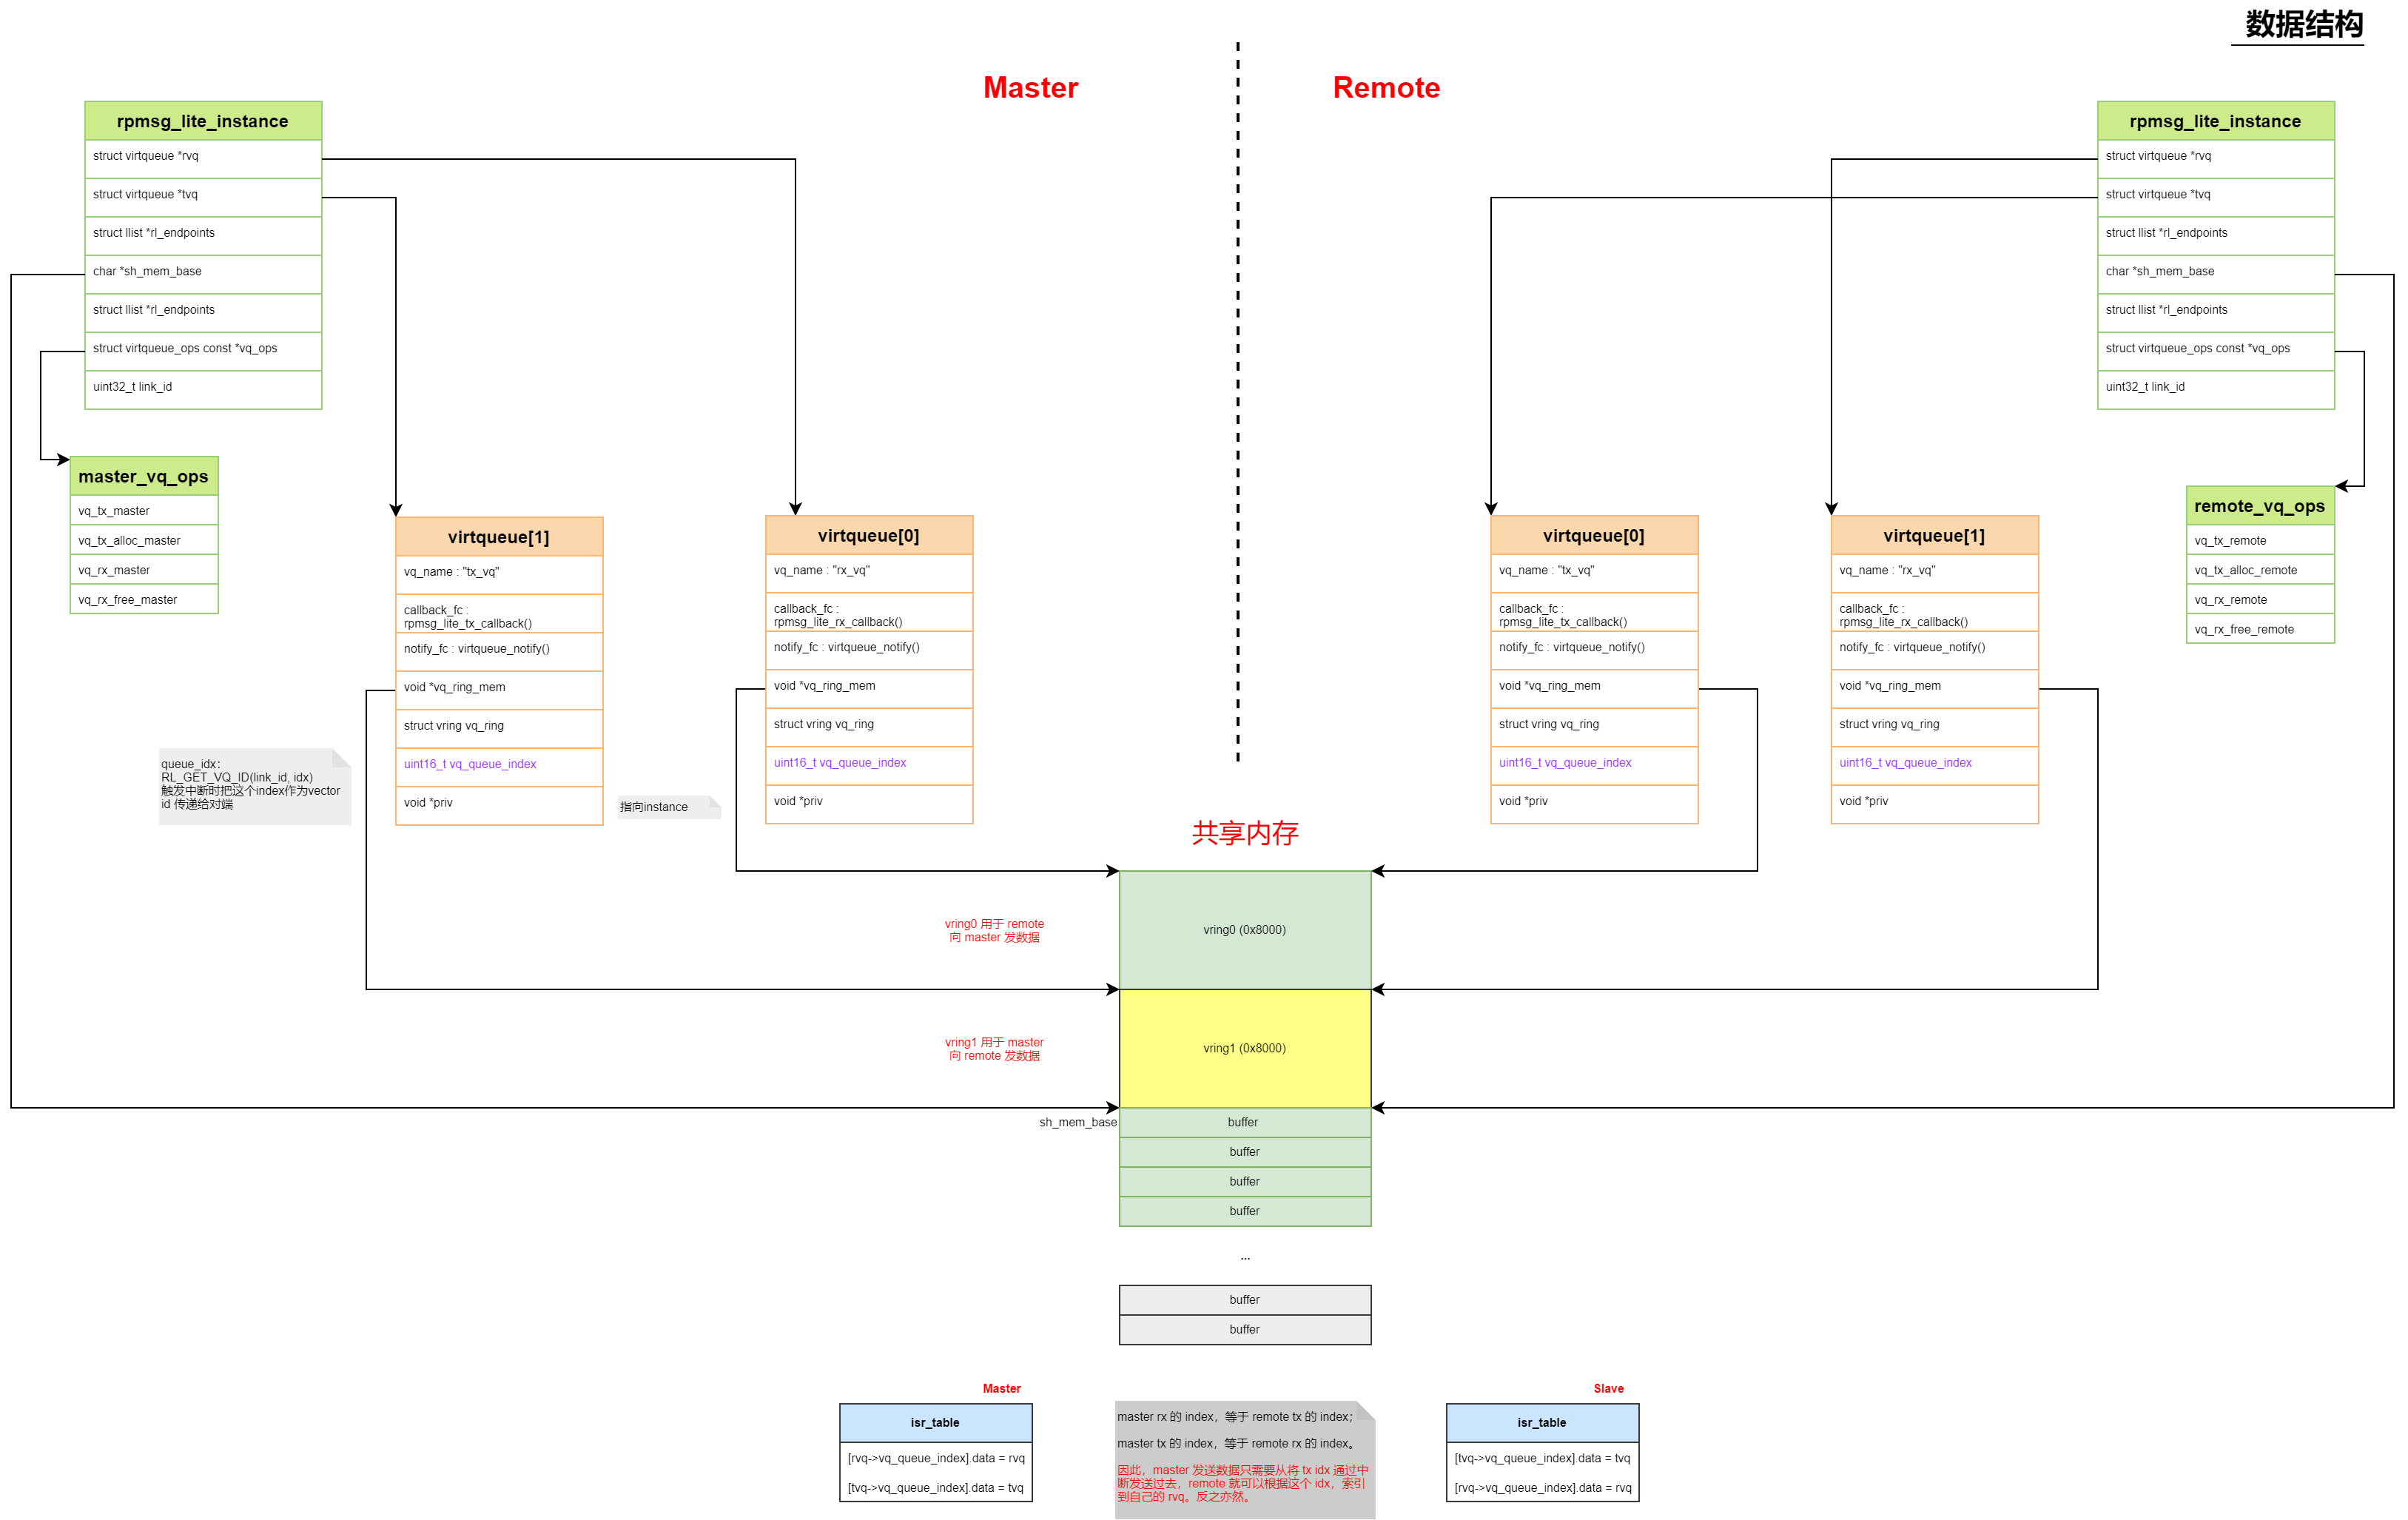 数据结构
Master
Remote
rpmsg_lite_instance
struct virtqueue *rvq
struct virtqueue *tvq
struct llist *rl_endpoints
char *sh_mem_base
struct llist *rl_endpoints
struct virtqueue_ops const *vq_ops
uint32_t link_id
rpmsg_lite_instance
struct virtqueue *rvq
struct virtqueue *tvq
struct llist *rl_endpoints
char *sh_mem_base
struct llist *rl_endpoints
struct virtqueue_ops const *vq_ops
uint32_t link_id
master_vq_ops
vq_tx_master
vq_tx_alloc_master
vq_rx_master
vq_rx_free_master
virtqueue[1]
vq_name : "tx_vq"
callback_fc :
rpmsg_lite_tx_callback()
notify_fc : virtqueue_notify()
void *vq_ring_mem
struct vring vq_ring
uint16_t vq_queue_index
void *priv
virtqueue[0]
vq_name : "rx_vq"
callback_fc :
rpmsg_lite_rx_callback()
notify_fc : virtqueue_notify()
void *vq_ring_mem
struct vring vq_ring
uint16_t vq_queue_index
void *priv
virtqueue[0]
vq_name : "tx_vq"
callback_fc :
rpmsg_lite_tx_callback()
notify_fc : virtqueue_notify()
void *vq_ring_mem
struct vring vq_ring
uint16_t vq_queue_index
void *priv
virtqueue[1]
vq_name : "rx_vq"
callback_fc :
rpmsg_lite_rx_callback()
notify_fc : virtqueue_notify()
void *vq_ring_mem
struct vring vq_ring
uint16_t vq_queue_index
void *priv
remote_vq_ops
vq_tx_remote
vq_tx_alloc_remote
vq_rx_remote
vq_rx_free_remote
queue_idx：
RL_GET_VQ_ID(link_id, idx)
触发中断时把这个index作为vector
id 传递给对端
指向instance
共享内存
vring0 用于 remote
向 master 发数据
vring0 (0x8000)
vring1 用于 master
向 remote 发数据
vring1 (0x8000)
sh_mem_base
buffer
buffer
buffer
buffer
...
buffer
buffer
Master
isr_table
[rvq->vq_queue_index].data = rvq
[tvq->vq_queue_index].data = tvq
master rx 的 index，等于 remote tx 的 index；
master tx 的 index，等于 remote rx 的 index。
因此，master 发送数据只需要从将 tx idx 通过中
断发送过去，remote 就可以根据这个 idx，索引
到自己的 rvq。反之亦然。
Slave
isr_table
[tvq->vq_queue_index].data = tvq
[rvq->vq_queue_index].data = rvq